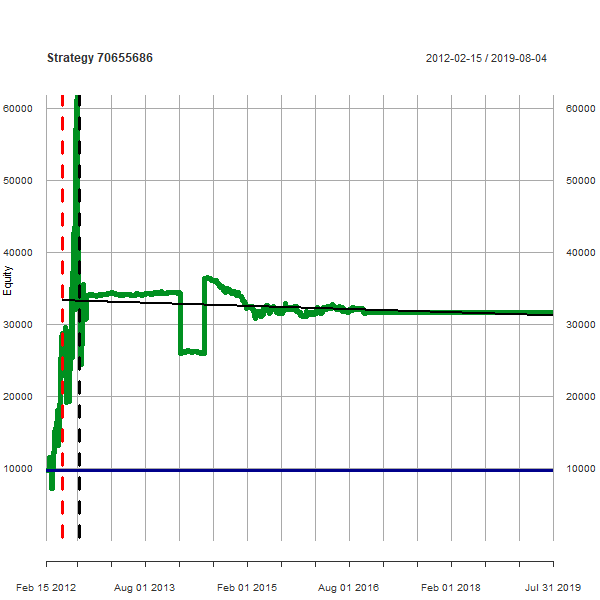 Strategy 70655686
2012-02-15 / 2019-08-04
60000
60000
50000
50000
40000
40000
Equity
30000
30000
20000
20000
10000
10000
Feb 15 2012
Aug 01 2013
Feb 01 2015
Aug 01 2016
Feb 01 2018
Jul 31 2019